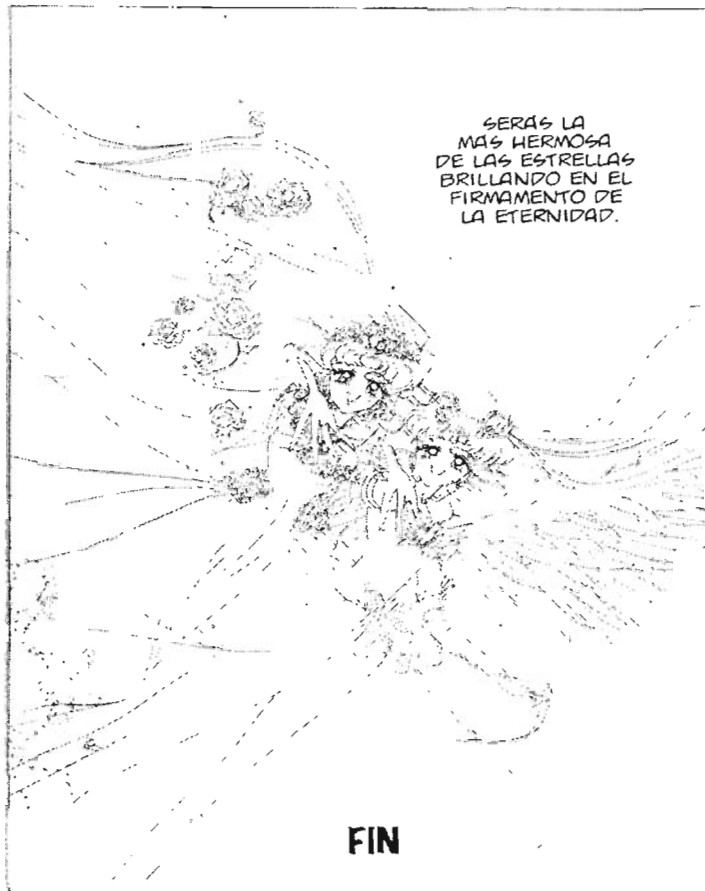 SERAS LA
MAS HERMOSA
DE LAS ESTRELLAS
BRILLANDO EN EL
FIRMAMENTO DE
LA ETERNIDAD.
FIN